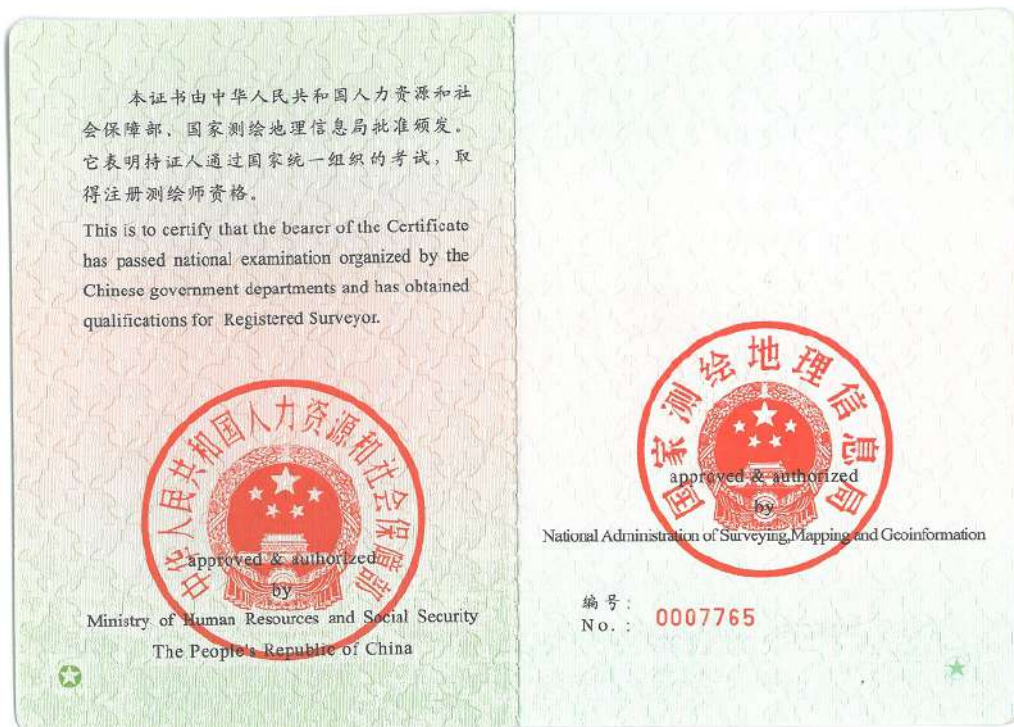 本证书由中华人民共和国人力资源和社
会保障部、国家测绘地理信息局批准颁发。
它表明持证人通过国家统一组织的考试，取
得注册测绘师资格。
This is to certify that the bearer of the Certificate
has passed national examination organized by the
Chinese government departments and has obtained
qualifications for Registered Surveyor.
中华人民共和国人力资源和社会保障部
approved & authorized
by
Ministry of Human Resources and Social Security
The People's Republic of China
国家测绘地理信息局
approved & authorized
by
National Administration of Surveying,Mapping and Geoinformation
编号：
No.： 0007765